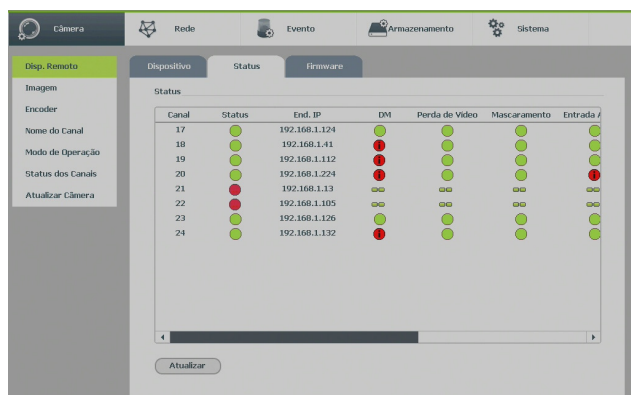 Câmera Rede Evento Armazenamento Sistema
Disp. Remoto
Imagem
Encoder
Nome do Canal
Modo de Operação
Status dos Canais
Atualizar Câmera
Dispositivo Status Firmware
Status
Canal Status End. IP DM Perda de Vídeo Mascaramento Entrada A
17 192.168.1.124
18 192.168.1.41
19 192.168.1.112
20 192.168.1.224
21 192.168.1.13
22 192.168.1.105
23 192.168.1.126
24 192.168.1.132
Atualizar